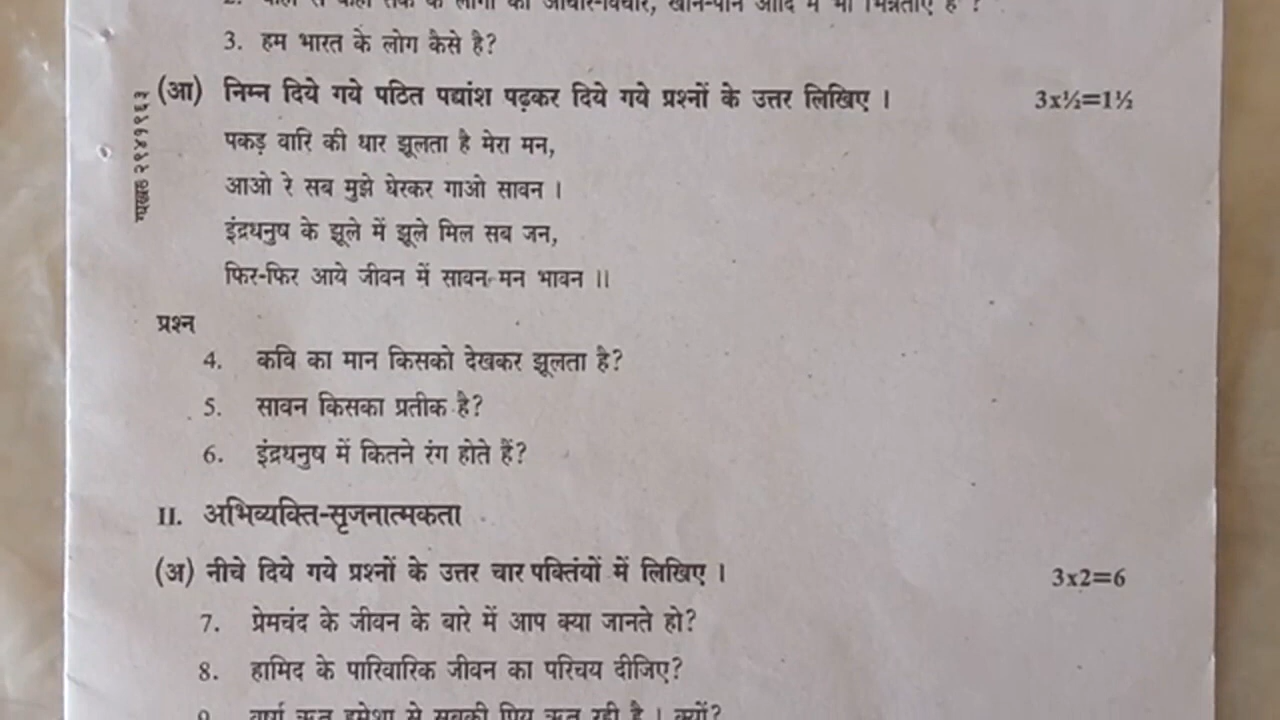 3. हम भारत के लोग कैसे है?
(आ) निम्न दिये गये पठित पद्यांश पढ़कर दिये गये प्रश्नों के उत्तर लिखिए । 3x½=1½
पकड़ वारि की धार झूलता है मेरा मन,
आओ रे सब मुझे घेरकर गाओ सावन ।
इंद्रधनुष के झूले में झूले मिल सब जन,
फिर-फिर आये जीवन में सावन मन भावन ।।
प्रश्न
4. कवि का मान किसको देखकर झूलता है?
5. सावन किसका प्रतीक है?
6. इंद्रधनुष में कितने रंग होते हैं?
II. अभिव्यक्ति-सृजनात्मकता
(अ) नीचे दिये गये प्रश्नों के उत्तर चार पक्तिंयों में लिखिए । 3x2=6
7. प्रेमचंद के जीवन के बारे में आप क्या जानते हो?
8. हामिद के पारिवारिक जीवन का परिचय दीजिए?